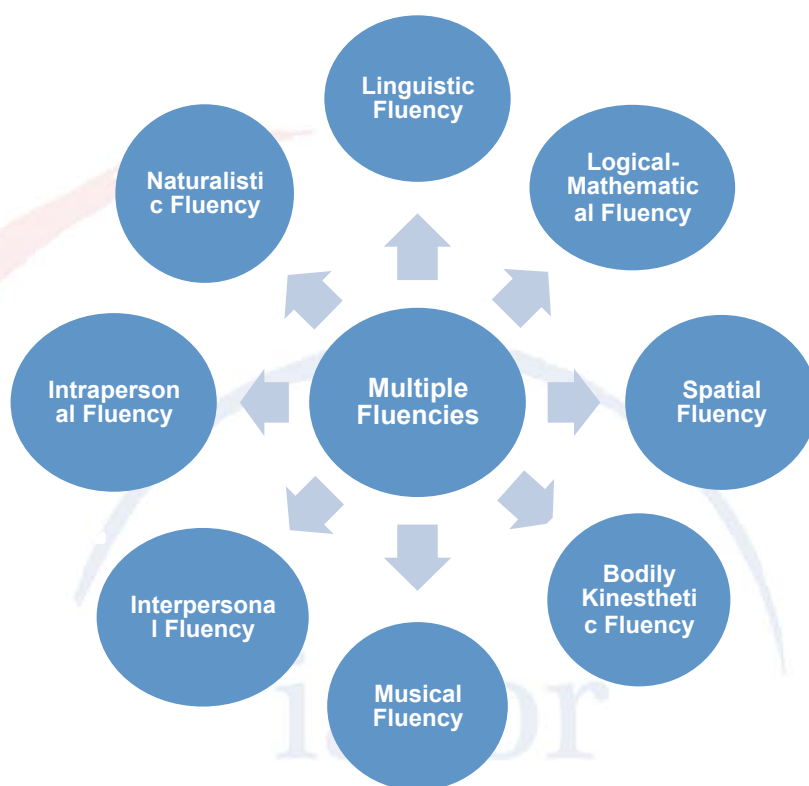 Linguistic
Fluency
Logical-
Mathematic
al Fluency
Naturalisti
c Fluency
Multiple
Fluencies
Spatial
Fluency
Intraperson
al Fluency
Bodily
Kinestheti
c Fluency
Interpersona
l Fluency
Musical
Fluency